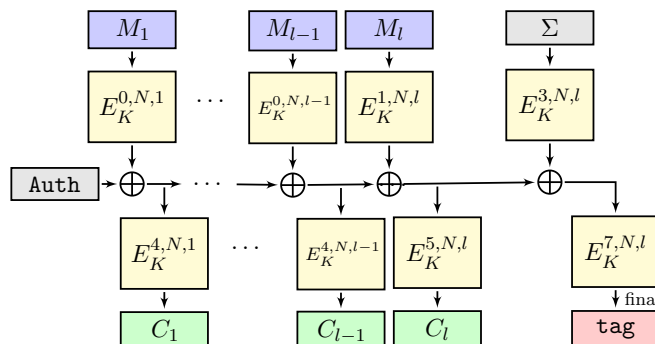 M_1 M_{l-1} M_l Σ
E_K^{0,N,1} ··· E_K^{0,N,l-1} E_K^{1,N,l} E_K^{3,N,l}
Auth ⊕ ··· ⊕ ⊕ ⊕
E_K^{4,N,1} ··· E_K^{4,N,l-1} E_K^{5,N,l} E_K^{7,N,l}
fina
C_1 C_{l-1} C_l tag